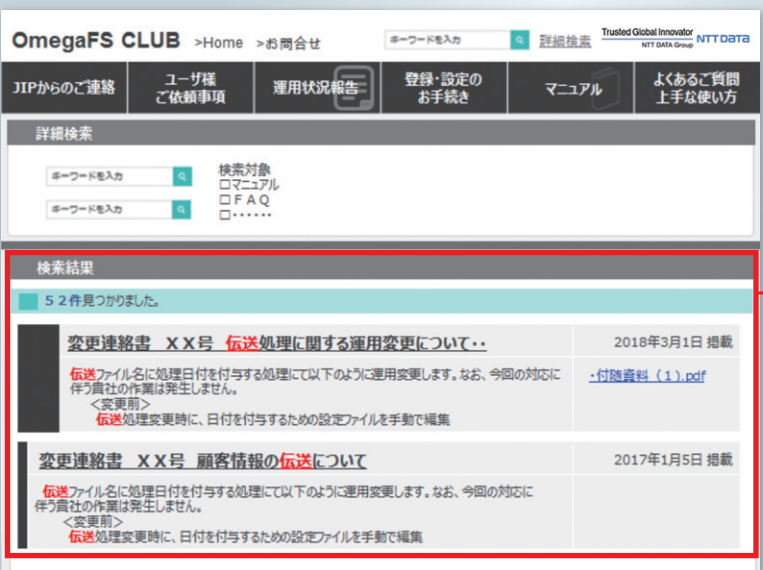 OmegaFS CLUB >Home >お問合せ キーワードを入力 詳細検索 Trusted Global Innovator NTT DATA
NTT DATA Group
JIPからのご連絡 ユーザ様 ご依頼事項 運用状況報告 登録・設定の お手続き マニュアル よくあるご質問 上手な使い方
詳細検索
キーワードを入力 検索対象
□マニュアル
キーワードを入力 □ＦＡＱ
□・・・・・・
検索結果
５２件見つかりました。
変更連絡書　ＸＸ号　伝送処理に関する運用変更について・・ 2018年3月1日 掲載
伝送ファイル名に処理日付を付与する処理にて以下のように運用変更します。なお、今回の対応に ・付随資料（１）.pdf
伴う貴社の作業は発生しません。
＜変更前＞
伝送処理変更時に、日付を付与するための設定ファイルを手動で編集
変更連絡書　ＸＸ号　顧客情報の伝送について 2017年1月5日 掲載
伝送ファイル名に処理日付を付与する処理にて以下のように運用変更します。なお、今回の対応に
伴う貴社の作業は発生しません。
＜変更前＞
伝送処理変更時に、日付を付与するための設定ファイルを手動で編集